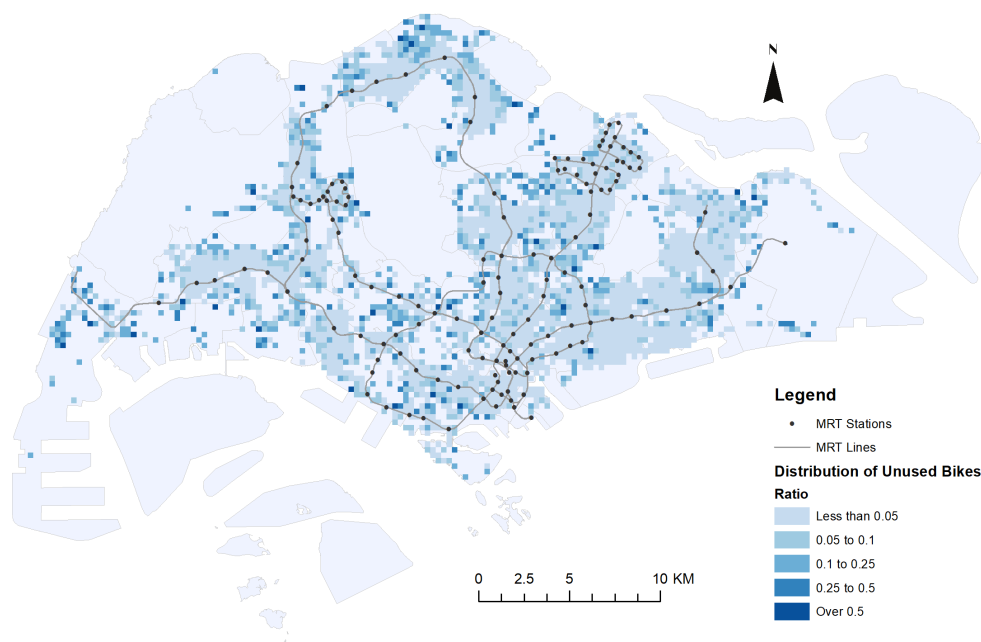 N
Legend
MRT Stations
MRT Lines
Distribution of Unused Bikes
Ratio
Less than 0.05
0.05 to 0.1
0.1 to 0.25
0.25 to 0.5
Over 0.5
0 2.5 5 10 KM